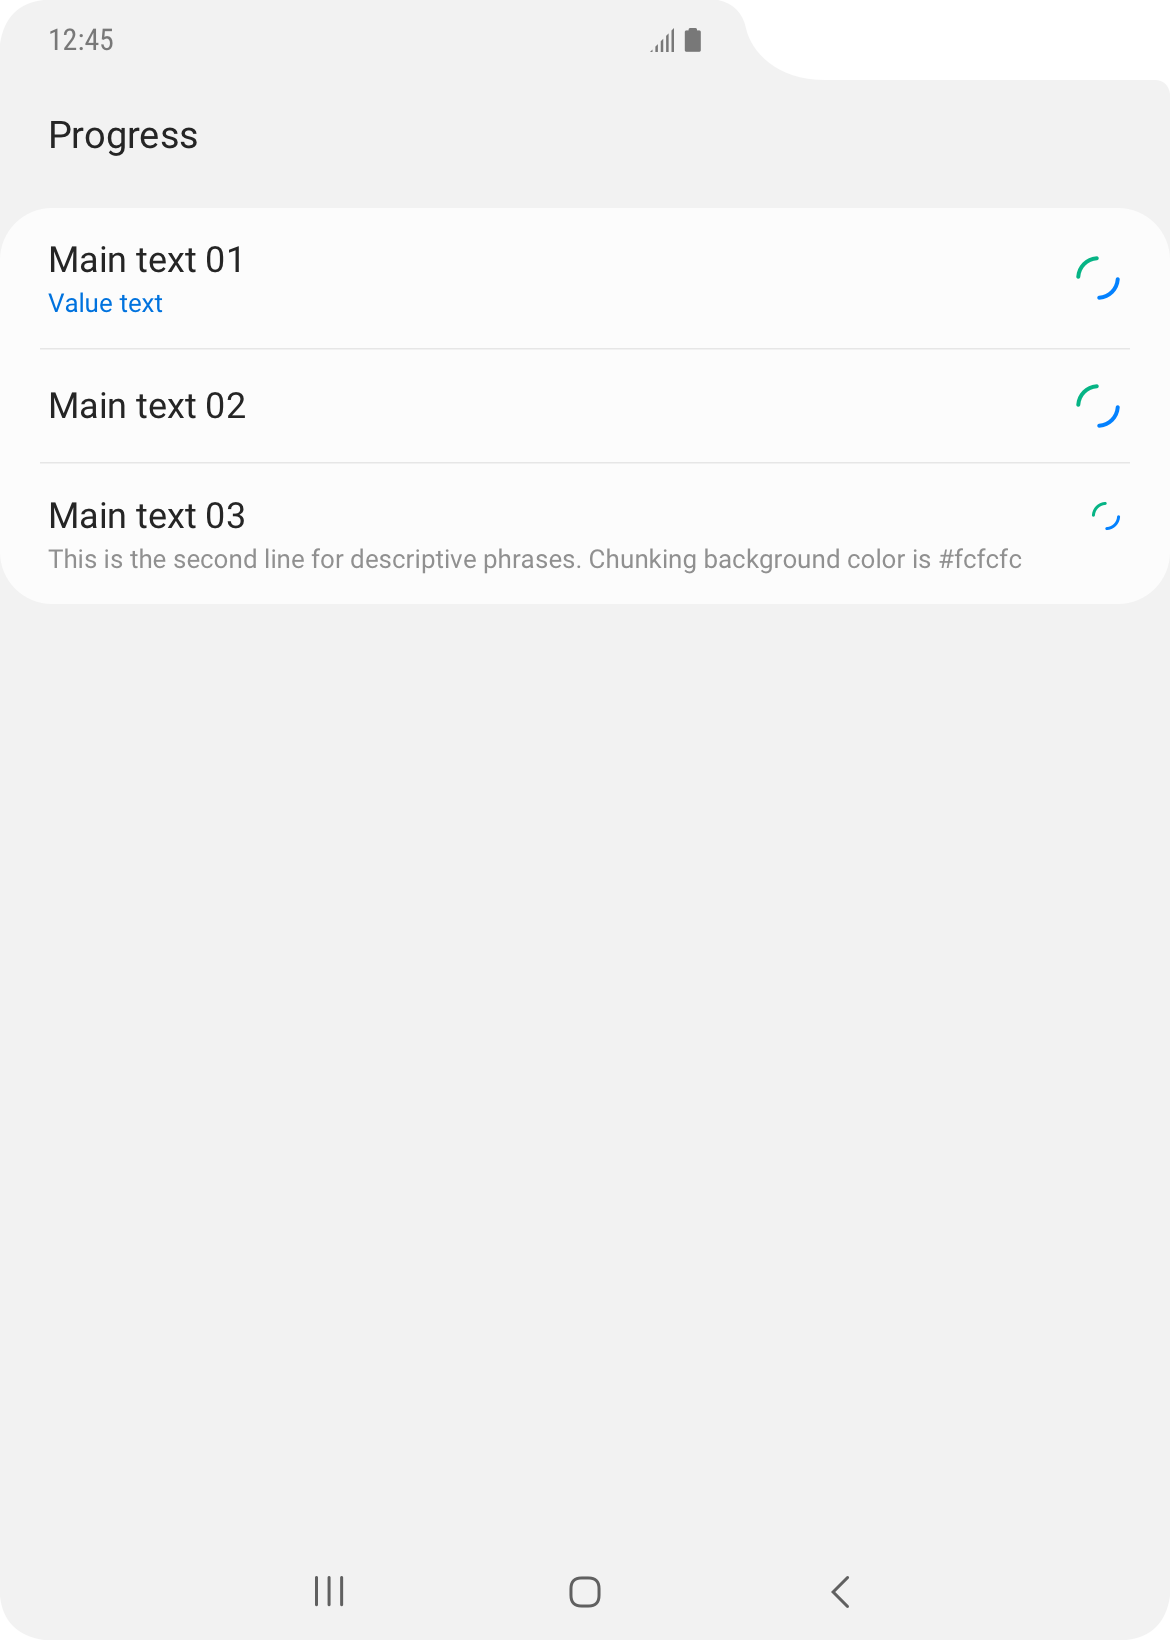 12:45
Progress
Main text 01
Value text
Main text 02
Main text 03
This is the second line for descriptive phrases. Chunking background color is #fcfcfc